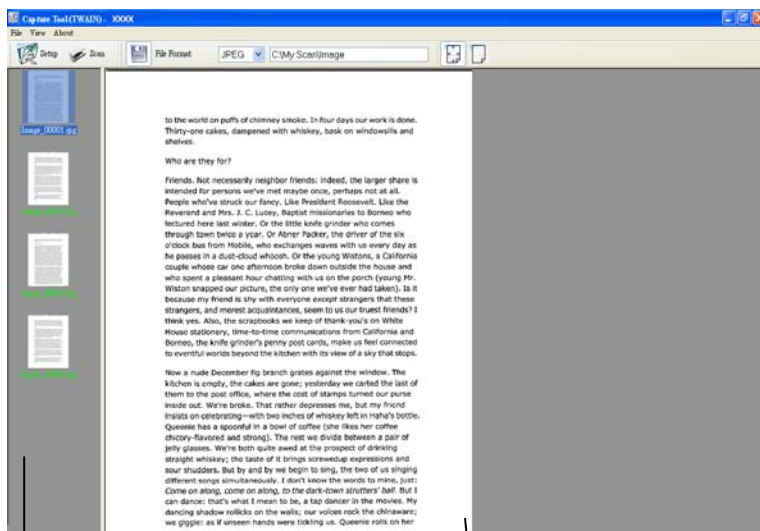 Capture Tool(TWAIN) - XXXX
File View About
Setup Scan File Format JPEG C:\My Scan\Image
Image_00001.jpg
to the world on puffs of chimney smoke. In four days our work is done.
Thirty-one cakes, dampened with whiskey, bask on windowsills and
shelves.
Who are they for?
Friends. Not necessarily neighbor friends: indeed, the larger share is
intended for persons we've met maybe once, perhaps not at all.
People who've struck our fancy. Like President Roosevelt. Like the
Reverend and Mrs. J. C. Lucey, Baptist missionaries to Borneo who
lectured here last winter. Or the little knife grinder who comes
through town twice a year. Or Abner Packer, the driver of the six
o'clock bus from Mobile, who exchanges waves with us every day as
he passes in a dust-cloud whoosh. Or the young Wistons, a California
couple whose car one afternoon broke down outside the house and
who spent a pleasant hour chatting with us on the porch (young Mr.
Wiston snapped our picture, the only one we've ever had taken). Is it
because my friend is shy with everyone except strangers that these
strangers, and merest acquaintances, seem to us our truest friends? I
think yes. Also, the scrapbooks we keep of thank-you's on White
House stationery, time-to-time communications from California and
Borneo, the knife grinder's penny post cards, make us feel connected
to eventful worlds beyond the kitchen with its view of a sky that stops.
Now a nude December fig branch grates against the window. The
kitchen is empty, the cakes are gone; yesterday we carted the last of
them to the post office, where the cost of stamps turned our purse
inside out. We're broke. That rather depresses me, but my friend
insists on celebrating—with two inches of whiskey left in Haha's bottle.
Queenie has a spoonful in a bowl of coffee (she likes her coffee
chicory-flavored and strong). The rest we divide between a pair of
jelly glasses. We're both quite awed at the prospect of drinking
straight whiskey; the taste of it brings screwedup expressions and
sour shudders. But by and by we begin to sing, the two of us singing
different songs simultaneously. I don't know the words to mine, just:
Come on along, come on along, to the dark-town strutters' ball. But I
can dance: that's what I mean to be, a tap dancer in the movies. My
dancing shadow rollicks on the walls; our voices rock the chinaware;
we giggle: as if unseen hands were tickling us. Queenie rolls on her